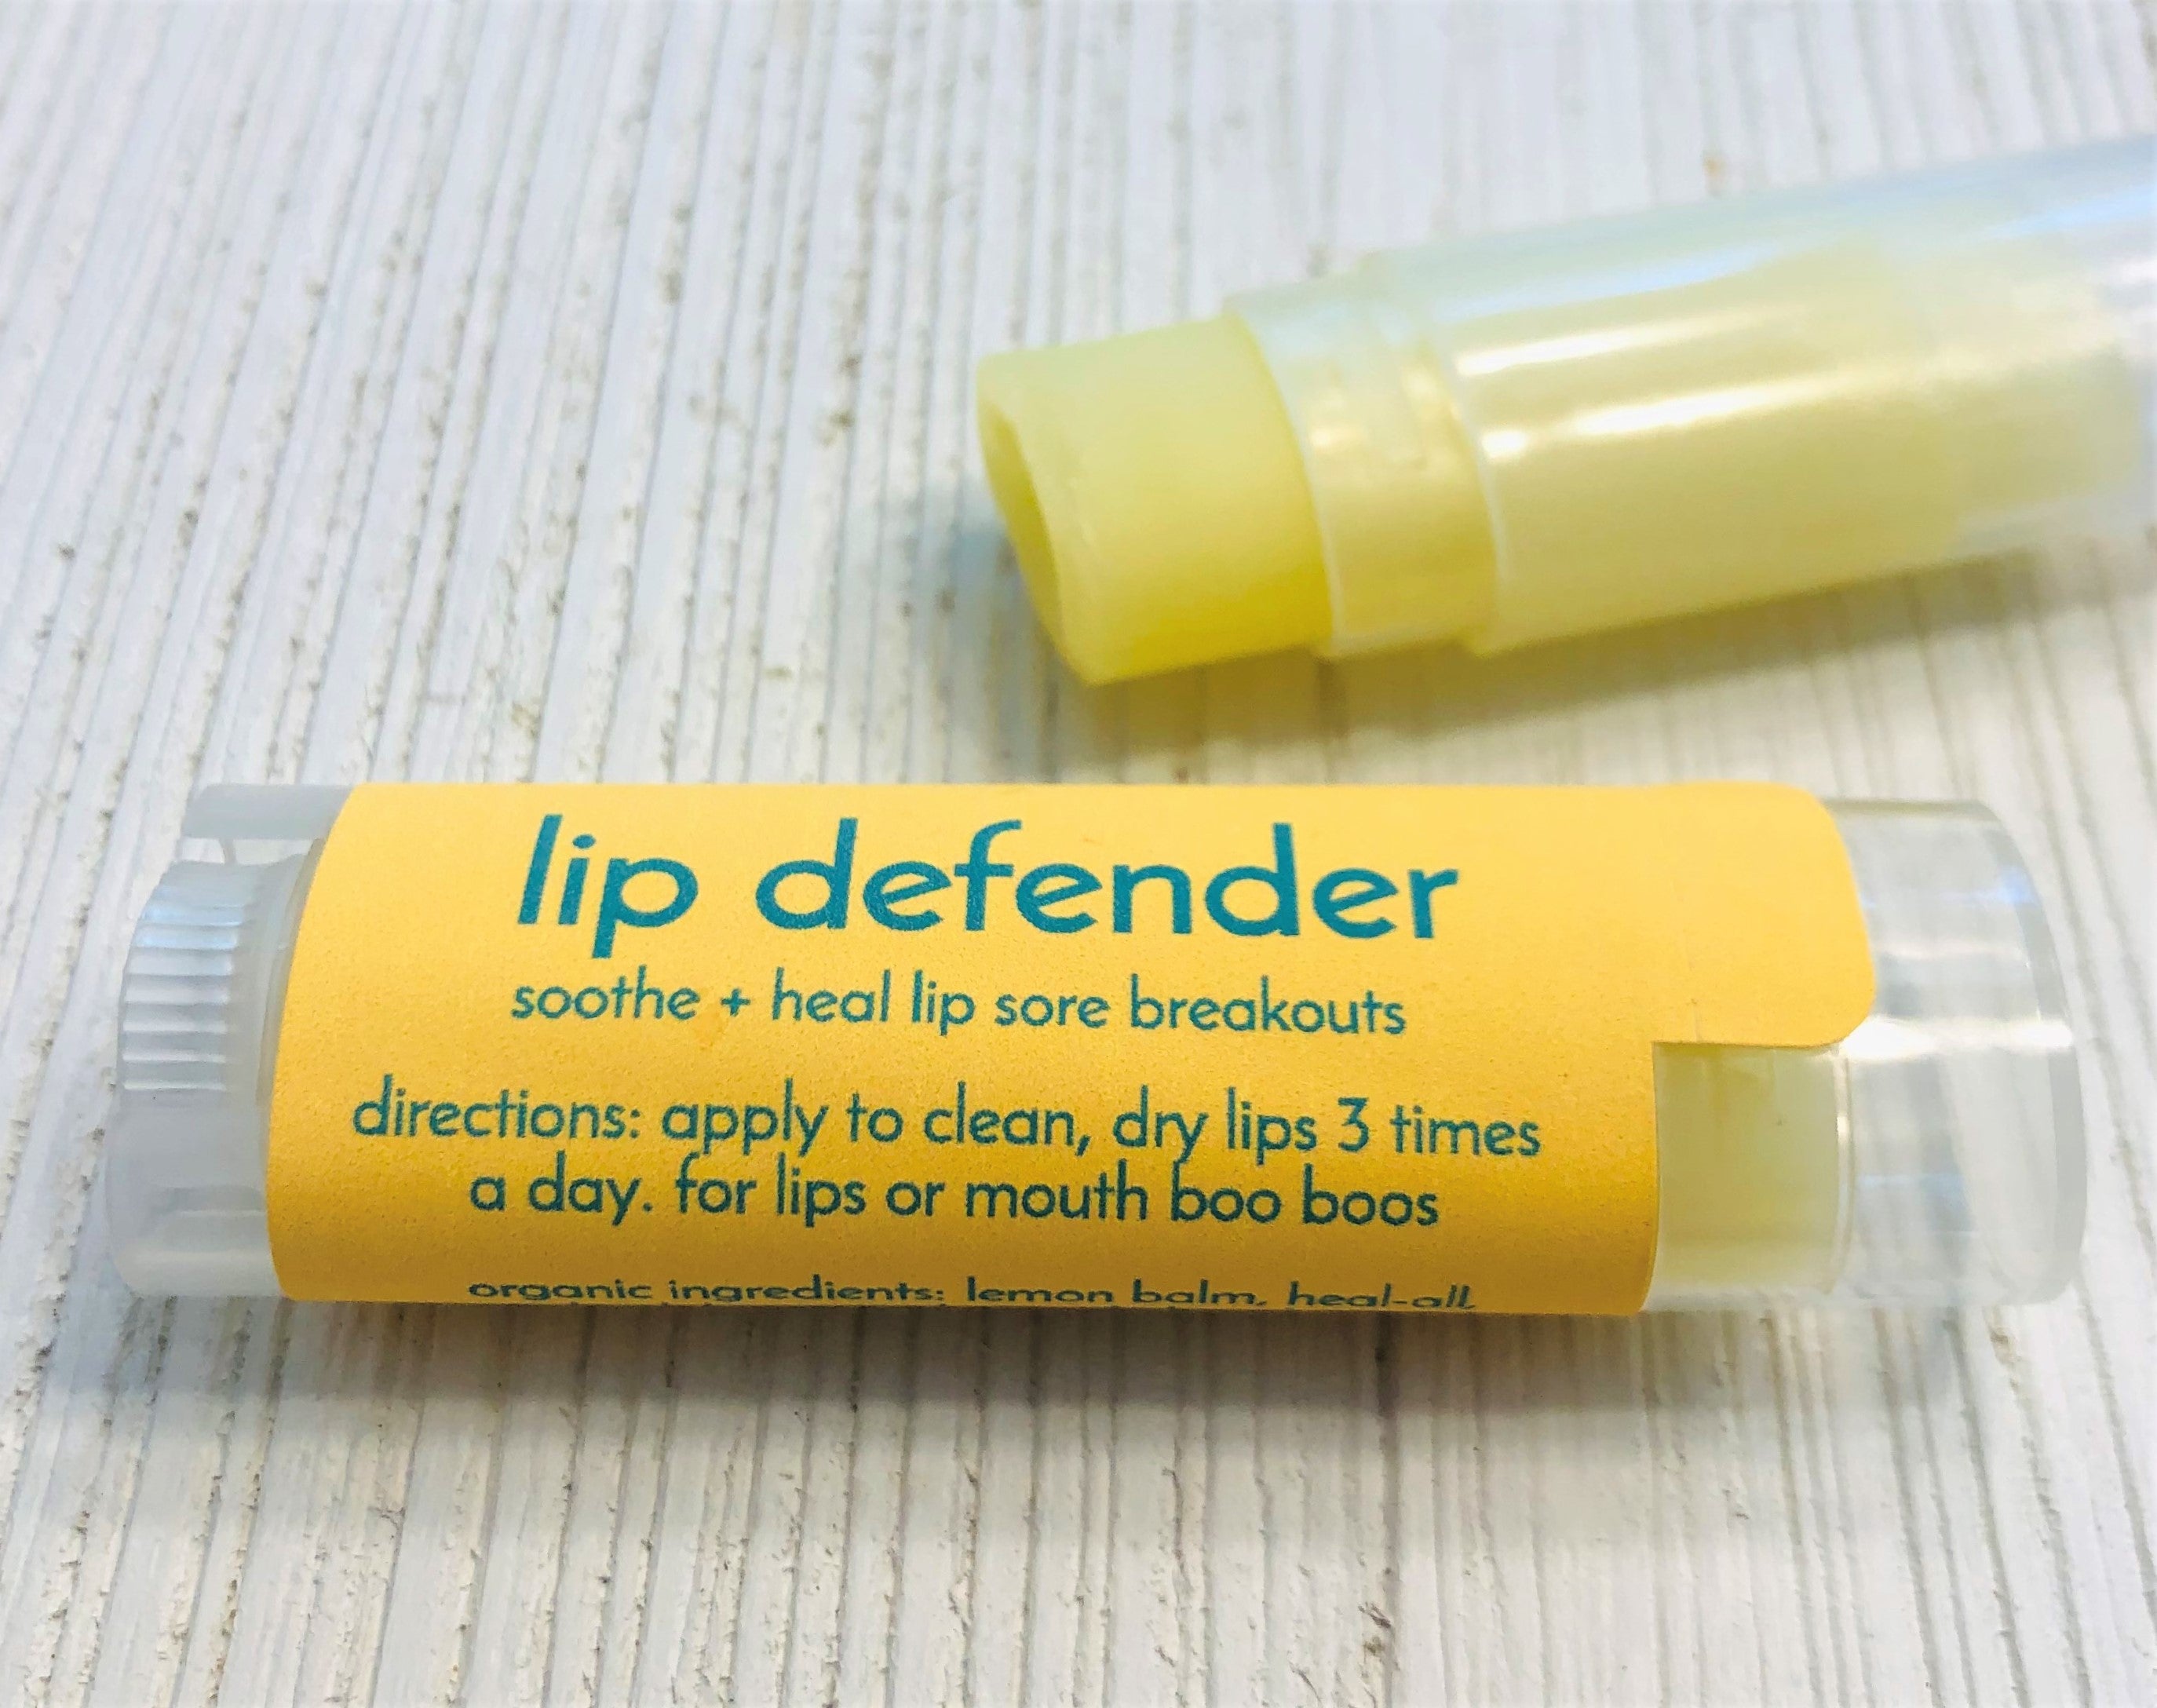 lip defender
soothe + heal lip sore breakouts
directions: apply to clean, dry lips 3 times
a day. for lips or mouth boo boos
organic ingredients: lemon balm, heal-all